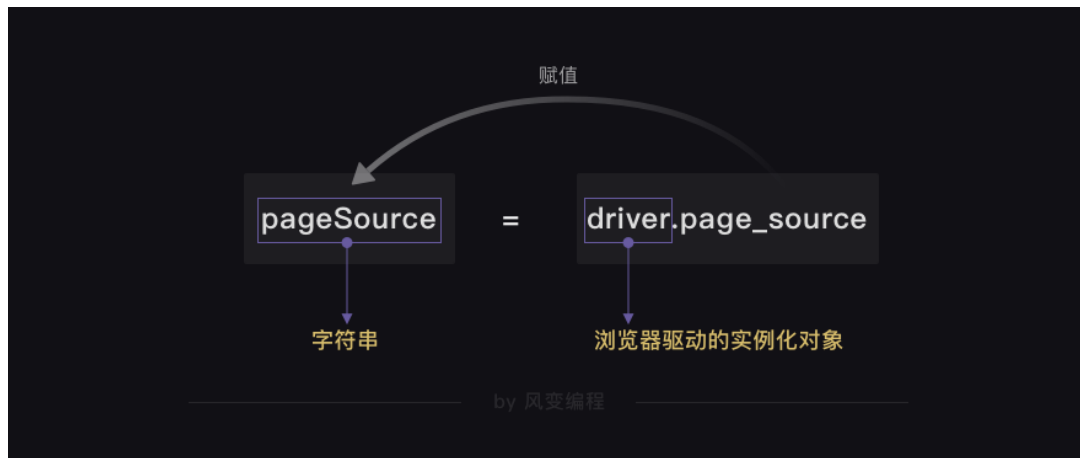 赋值
pageSource = driver.page_source
字符串 浏览器驱动的实例化对象
by 风变编程